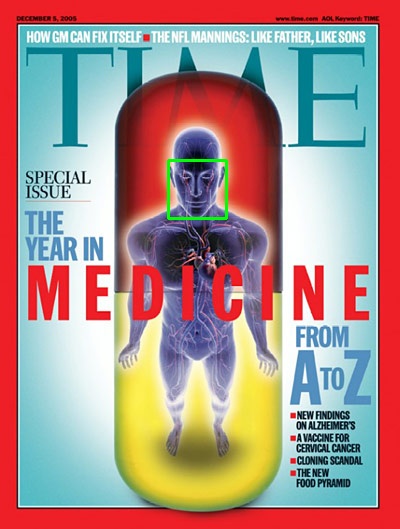 DECEMBER 5, 2005
www.time.com AOL Keyword: TIME
HOW GM CAN FIX ITSELF ■ THE NFL MANNINGS: LIKE FATHER, LIKE SONS
TIME
SPECIAL
ISSUE
THE
YEAR IN
MEDICINE
FROM
A TO Z
■ NEW FINDINGS
ON ALZHEIMER'S
■ A VACCINE FOR
CERVICAL CANCER
■ CLONING SCANDAL
■ THE NEW
FOOD PYRAMID